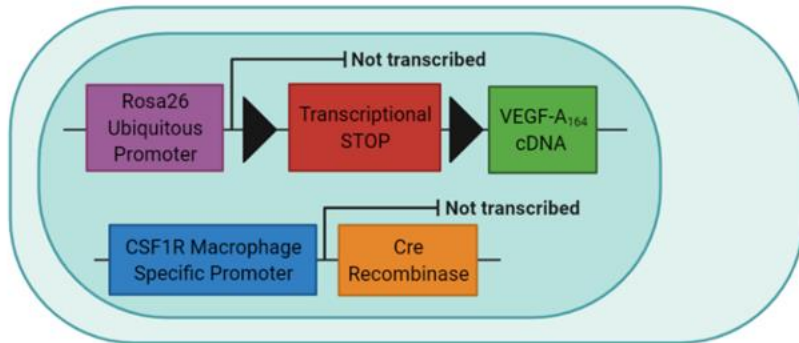 Not transcribed
Rosa26
Ubiquitous
Promoter
Transcriptional
STOP
VEGF-A₁₆₄
cDNA
Not transcribed
CSF1R Macrophage
Specific Promoter
Cre
Recombinase